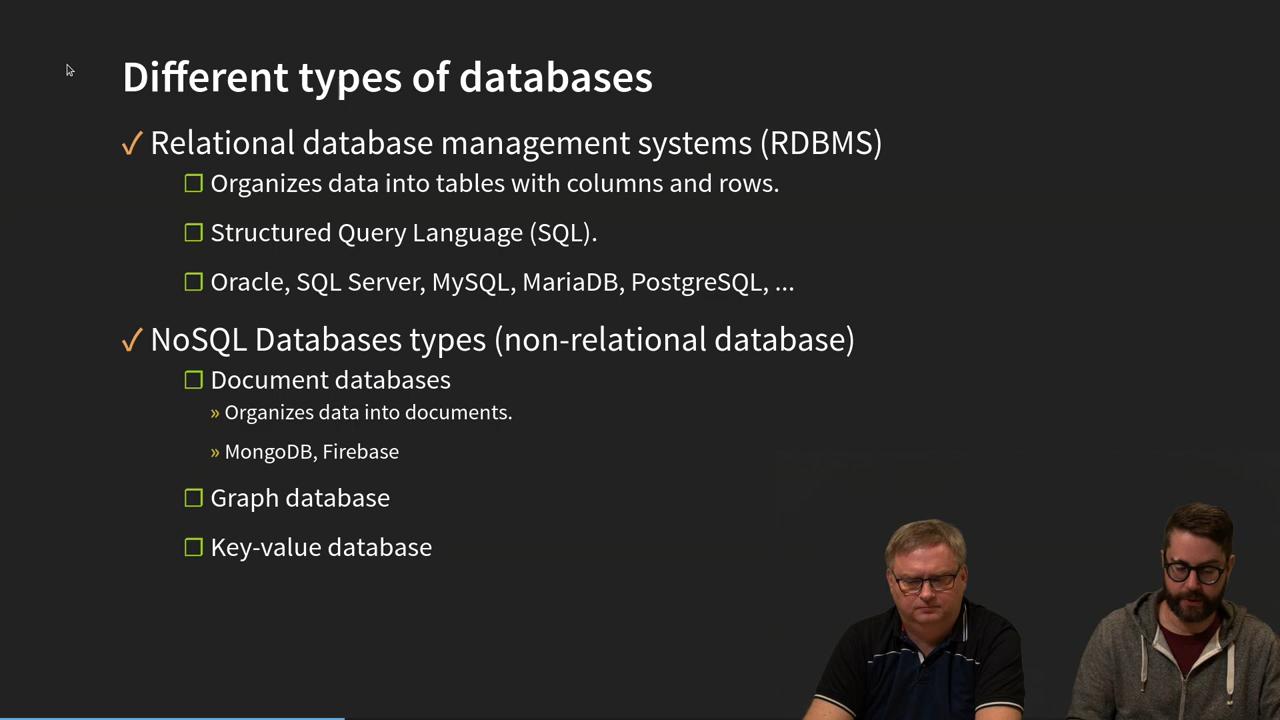 Different types of databases
✓ Relational database management systems (RDBMS)
❐ Organizes data into tables with columns and rows.
❐ Structured Query Language (SQL).
❐ Oracle, SQL Server, MySQL, MariaDB, PostgreSQL, ...
✓ NoSQL Databases types (non-relational database)
❐ Document databases
» Organizes data into documents.
» MongoDB, Firebase
❐ Graph database
❐ Key-value database